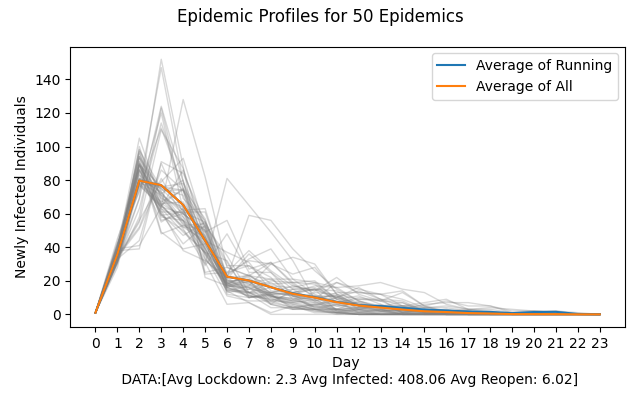 Epidemic Profiles for 50 Epidemics
Average of Running
Average of All
Newly Infected Individuals
140
120
100
80
60
40
20
0
0 1 2 3 4 5 6 7 8 9 10 11 12 13 14 15 16 17 18 19 20 21 22 23
Day
DATA:[Avg Lockdown: 2.3 Avg Infected: 408.06 Avg Reopen: 6.02]